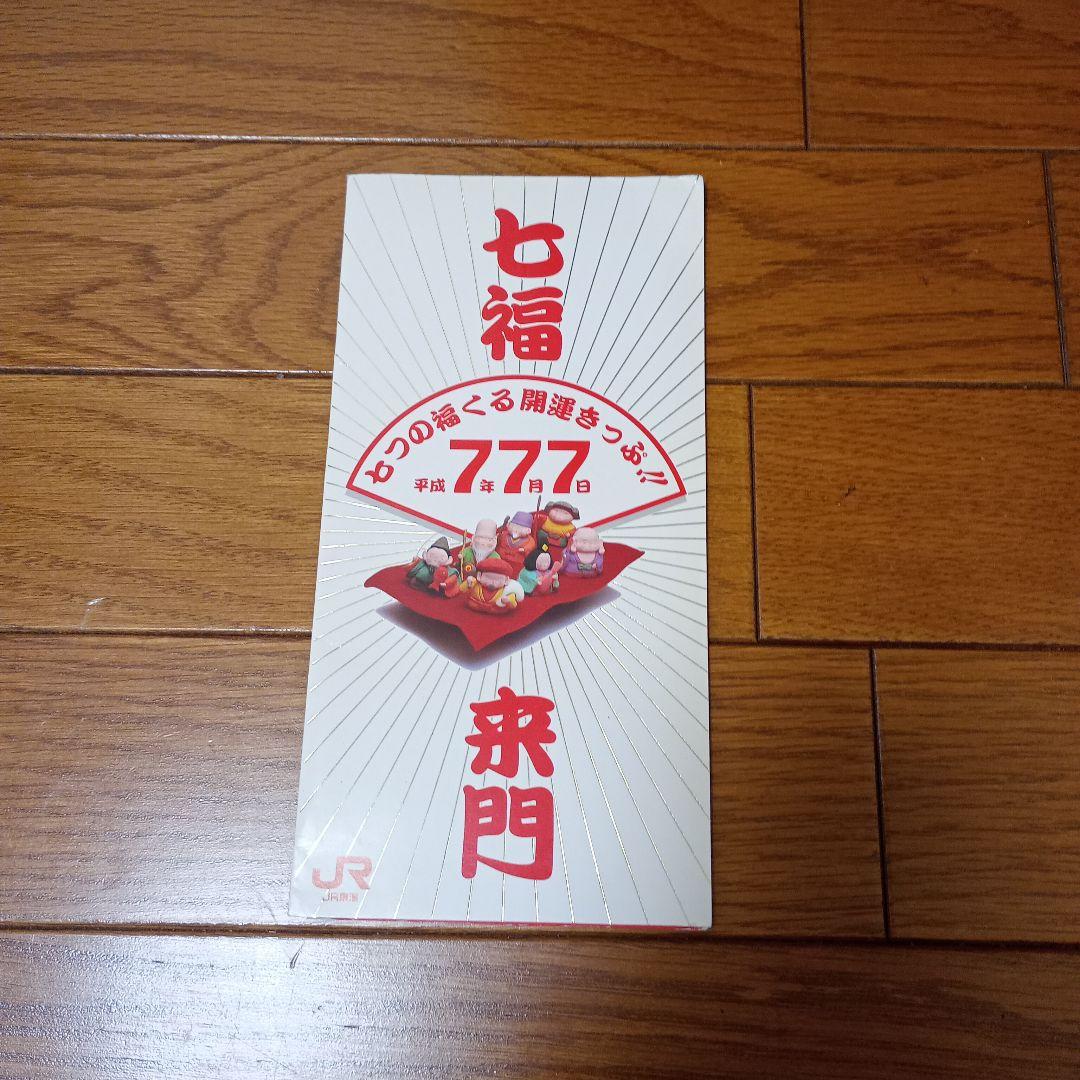 七福
七つの福くる開運きっぷ!!
平成7年7月7日
来門
JR
JR東海